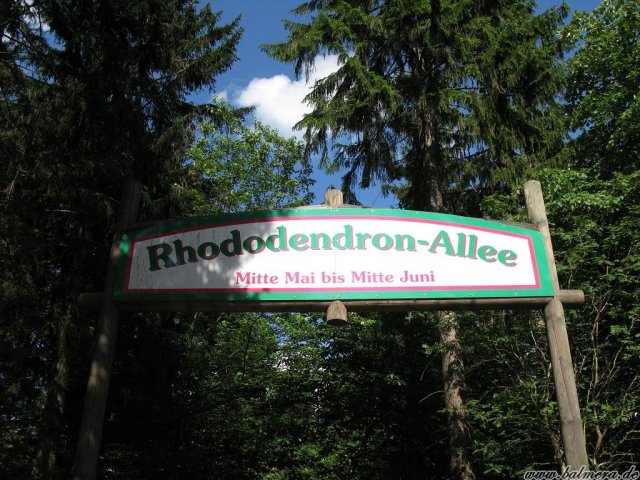 Rhododendron-Allee
Mitte Mai bis Mitte Juni
www.balmera.de